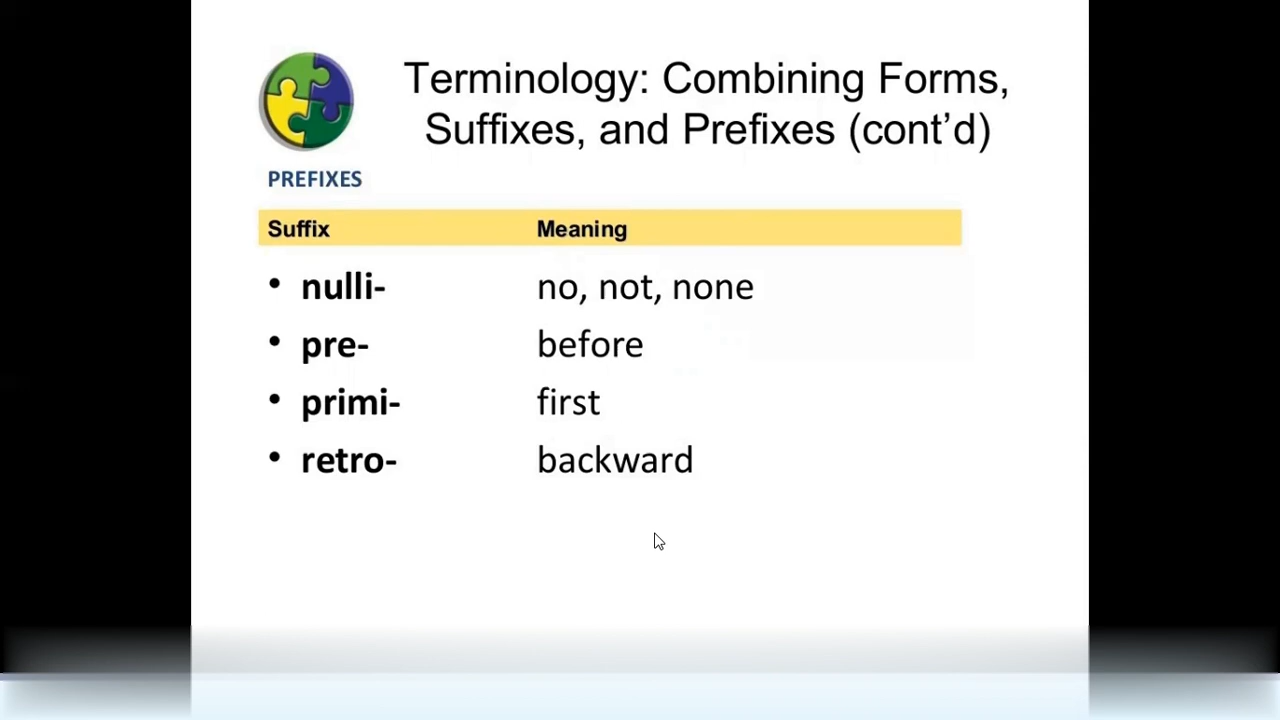 Terminology: Combining Forms,
Suffixes, and Prefixes (cont’d)
PREFIXES
Suffix Meaning
• nulli- no, not, none
• pre- before
• primi- first
• retro- backward